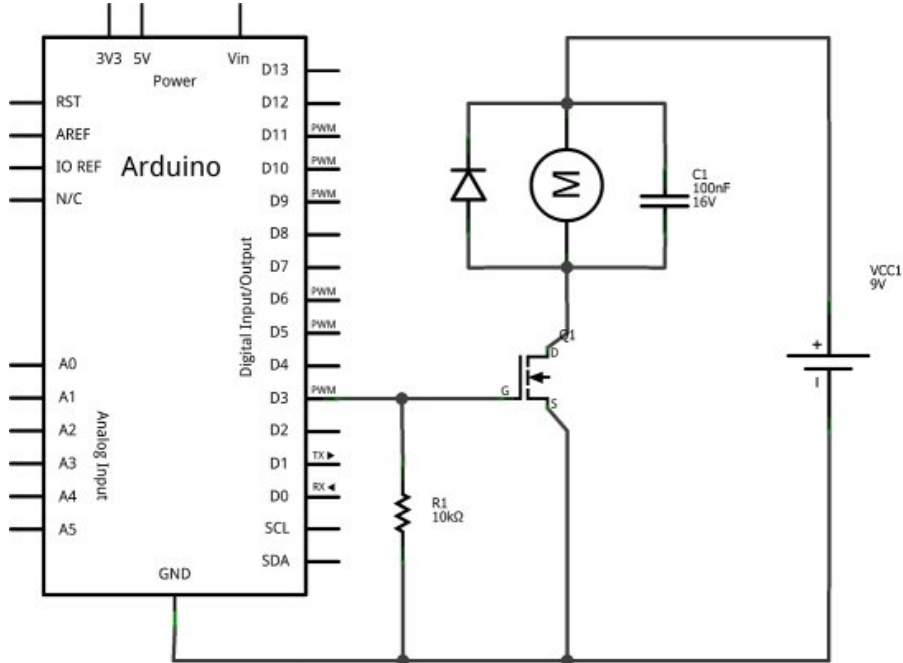 3V3 5V Vin
Power
RST
AREF
IO REF
N/C
Arduino
A0
A1
A2
A3
A4
A5
Analog Input
Digital Input/Output
D13
D12
D11 PWM
D10 PWM
D9 PWM
D8
D7
D6 PWM
D5 PWM
D4
D3 PWM
D2
D1 TX ▶
D0 RX ◀
SCL
SDA
GND
M
C1
100nF
16V
Q1
D
G
S
R1
10kΩ
VCC1
9V
+
I